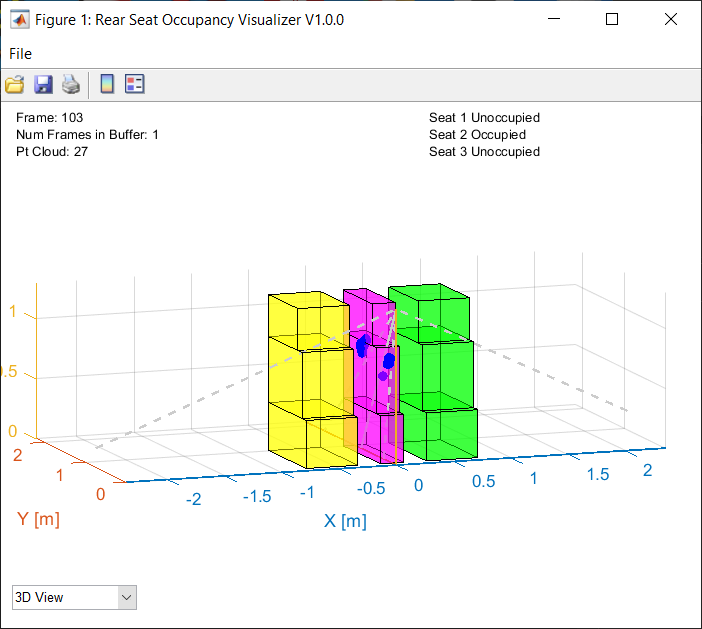 Figure 1: Rear Seat Occupancy Visualizer V1.0.0
File
Frame: 103
Num Frames in Buffer: 1
Pt Cloud: 27
Seat 1 Unoccupied
Seat 2 Occupied
Seat 3 Unoccupied
1
0.5
0
2
1
0
Y [m]
-2
-1.5
-1
-0.5
0
0.5
1
1.5
2
X [m]
3D View